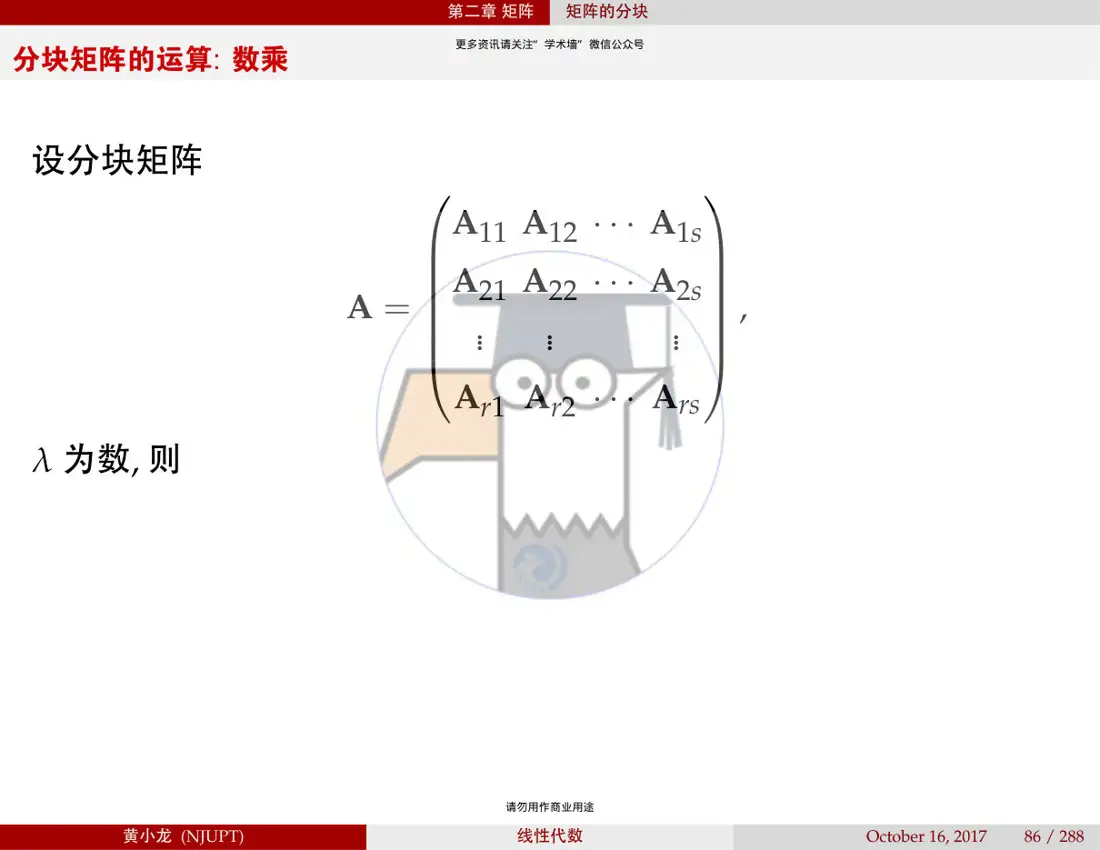 第二章 矩阵 矩阵的分块
更多资讯请关注“学术墙”微信公众号
分块矩阵的运算: 数乘
设分块矩阵
A11 A12 ··· A1s
A21 A22 ··· A2s
A =
,
⋮ ⋮ ⋮
Ar1 Ar2 ··· Ars
λ 为数, 则
请勿用作商业用途
黄小龙 (NJUPT) 线性代数 October 16, 2017 86 / 288